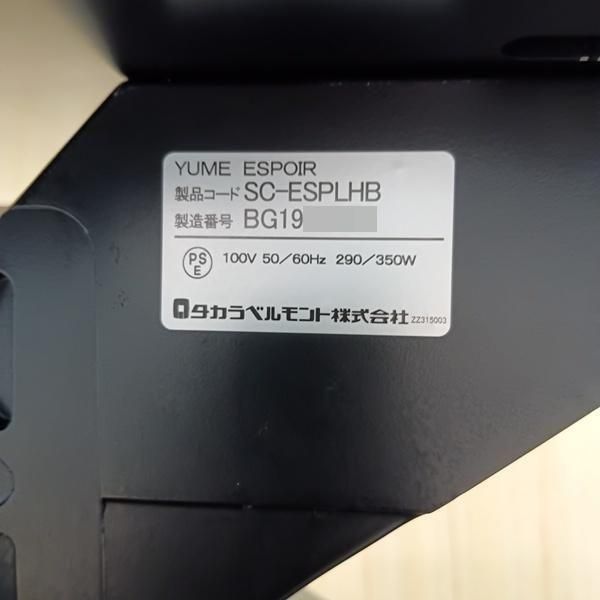 YUME ESPOIR
製品コード SC-ESPLHB
製造番号 BG19
PS
E
100V 50/60Hz 290/350W
タカラベルモント株式会社 ZZ315003